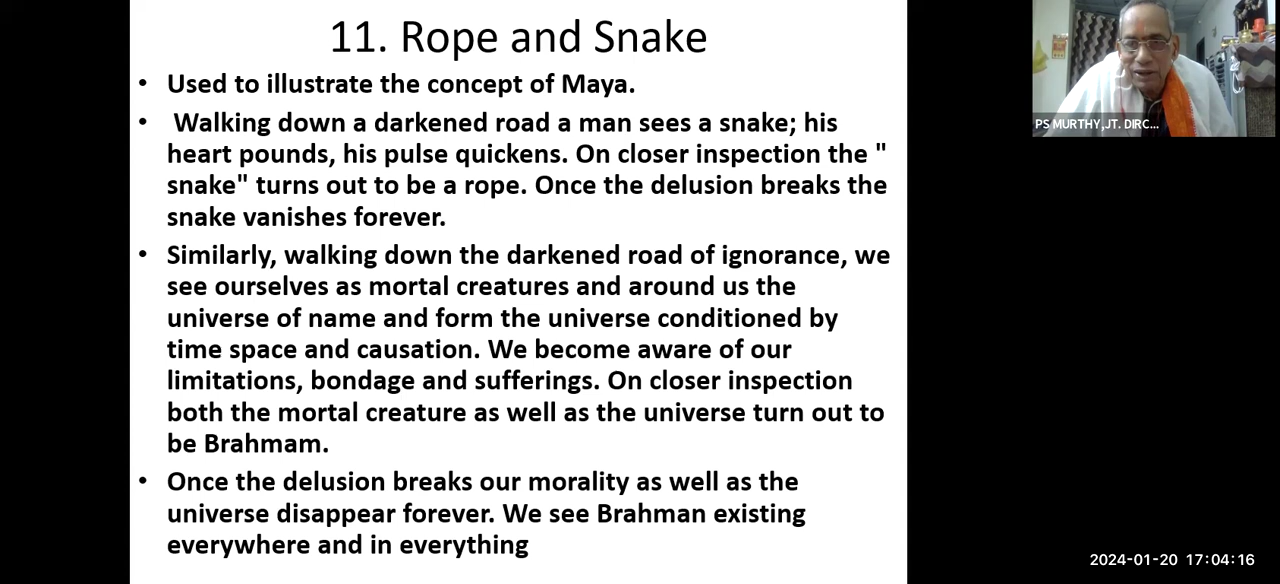 11. Rope and Snake
• Used to illustrate the concept of Maya.
• Walking down a darkened road a man sees a snake; his
heart pounds, his pulse quickens. On closer inspection the "
snake" turns out to be a rope. Once the delusion breaks the
snake vanishes forever.
• Similarly, walking down the darkened road of ignorance, we
see ourselves as mortal creatures and around us the
universe of name and form the universe conditioned by
time space and causation. We become aware of our
limitations, bondage and sufferings. On closer inspection
both the mortal creature as well as the universe turn out to
be Brahmam.
• Once the delusion breaks our morality as well as the
universe disappear forever. We see Brahman existing
everywhere and in everything
PS MURTHY,JT. DIRC...
2024-01-20 17:04:16